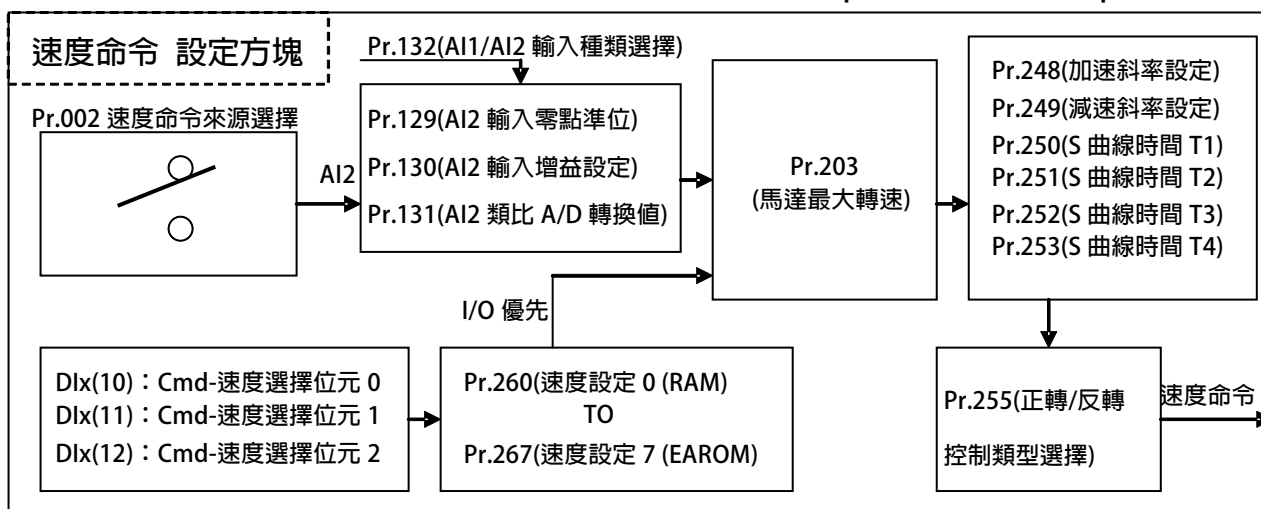 速度命令 設定方塊
Pr.002 速度命令來源選擇
AI2
Pr.132(AI1/AI2 輸入種類選擇)
Pr.129(AI2 輸入零點準位)
Pr.130(AI2 輸入增益設定)
Pr.131(AI2 類比 A/D 轉換值)
Pr.203
(馬達最大轉速)
Pr.248(加速斜率設定)
Pr.249(減速斜率設定)
Pr.250(S 曲線時間 T1)
Pr.251(S 曲線時間 T2)
Pr.252(S 曲線時間 T3)
Pr.253(S 曲線時間 T4)
I/O 優先
DIx(10)：Cmd-速度選擇位元 0
DIx(11)：Cmd-速度選擇位元 1
DIx(12)：Cmd-速度選擇位元 2
Pr.260(速度設定 0 (RAM)
TO
Pr.267(速度設定 7 (EAROM)
Pr.255(正轉/反轉
控制類型選擇)
速度命令